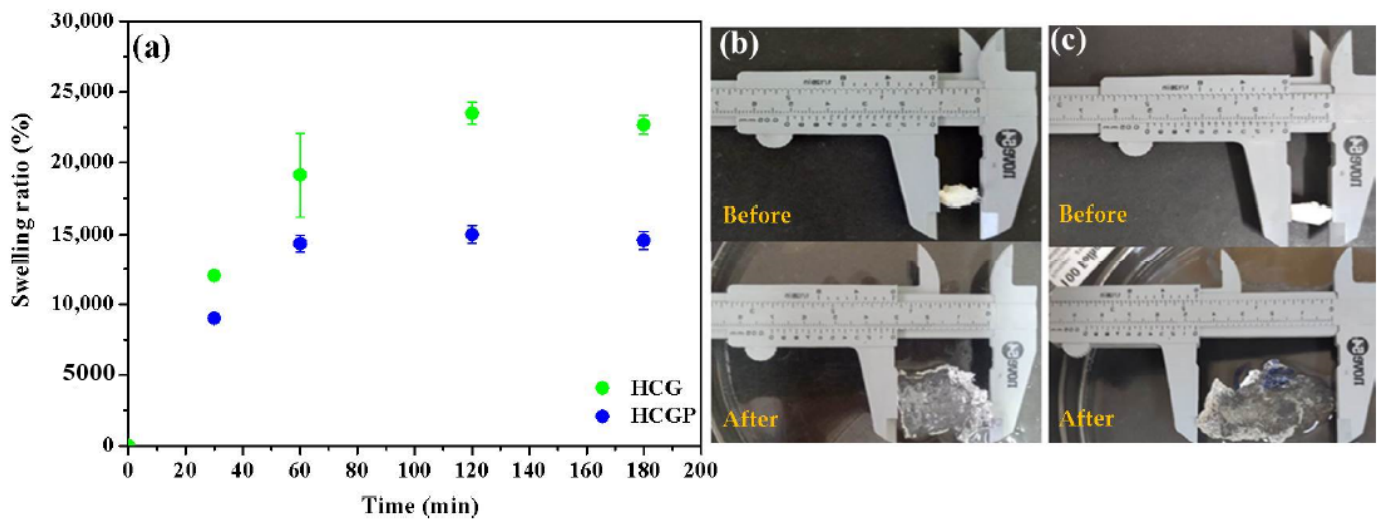 (a)
30,000
25,000
20,000
15,000
10,000
5000
0
Swelling ratio (%)
0 20 40 60 80 100 120 140 160 180 200
Time (min)
HCG
HCGP
(b)
Before
After
(c)
Before
After